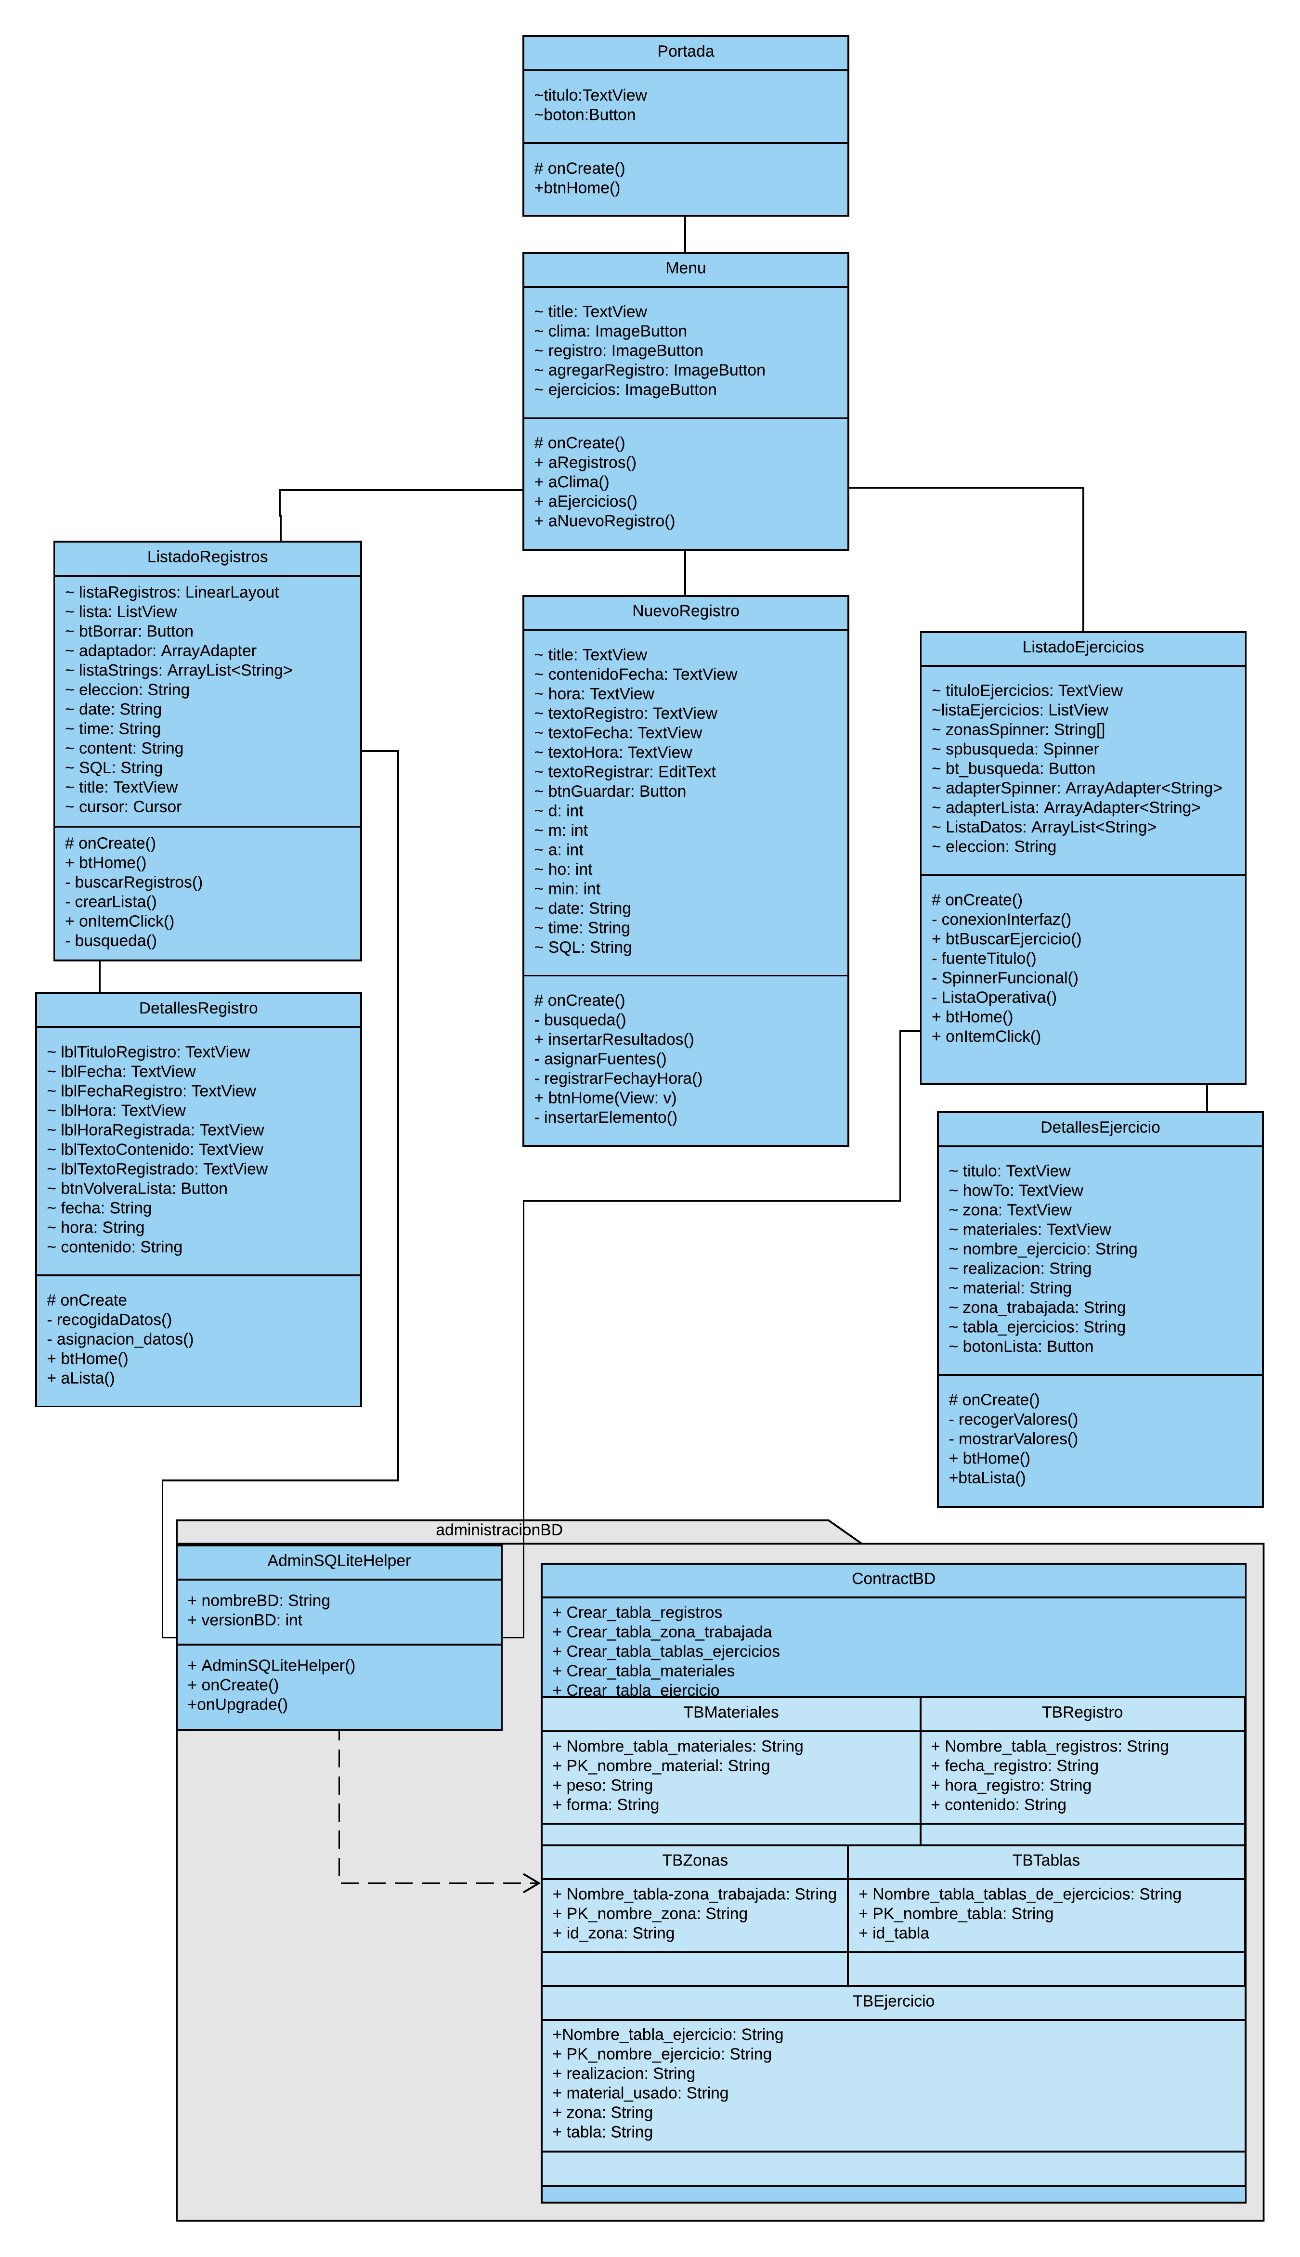 Portada
~titulo:TextView
~boton:Button
# onCreate()
+btnHome()
Menu
~ title: TextView
~ clima: ImageButton
~ registro: ImageButton
~ agregarRegistro: ImageButton
~ ejercicios: ImageButton
# onCreate()
+ aRegistros()
+ aClima()
+ aEjercicios()
+ aNuevoRegistro()
ListadoRegistros
~ listaRegistros: LinearLayout
~ lista: ListView
~ btBorrar: Button
~ adaptador: ArrayAdapter
~ listaStrings: ArrayList<String>
~ eleccion: String
~ date: String
~ time: String
~ content: String
~ SQL: String
~ title: TextView
~ cursor: Cursor
# onCreate()
+ btHome()
- buscarRegistros()
- crearLista()
+ onItemClick()
- busqueda()
NuevoRegistro
~ title: TextView
~ contenidoFecha: TextView
~ hora: TextView
~ textoRegistro: TextView
~ textoFecha: TextView
~ textoHora: TextView
~ textoRegistrar: EditText
~ btnGuardar: Button
~ d: int
~ m: int
~ a: int
~ ho: int
~ min: int
~ date: String
~ time: String
~ SQL: String
# onCreate()
- busqueda()
+ insertarResultados()
- asignarFuentes()
- registrarFechayHora()
+ btnHome(View: v)
- insertarElemento()
ListadoEjercicios
~ tituloEjercicios: TextView
~listaEjercicios: ListView
~ zonasSpinner: String[]
~ spbusqueda: Spinner
~ bt_busqueda: Button
~ adapterSpinner: ArrayAdapter<String>
~ adapterLista: ArrayAdapter<String>
~ ListaDatos: ArrayList<String>
~ eleccion: String
# onCreate()
- conexionInterfaz()
+ btBuscarEjercicio()
- fuenteTitulo()
- SpinnerFuncional()
- ListaOperativa()
+ btHome()
+ onItemClick()
DetallesRegistro
~ lblTituloRegistro: TextView
~ lblFecha: TextView
~ lblFechaRegistro: TextView
~ lblHora: TextView
~ lblHoraRegistrada: TextView
~ lblTextoContenido: TextView
~ lblTextoRegistrado: TextView
~ btnVolveraLista: Button
~ fecha: String
~ hora: String
~ contenido: String
# onCreate
- recogidaDatos()
- asignacion_datos()
+ btHome()
+ aLista()
DetallesEjercicio
~ titulo: TextView
~ howTo: TextView
~ zona: TextView
~ materiales: TextView
~ nombre_ejercicio: String
~ realizacion: String
~ material: String
~ zona_trabajada: String
~ tabla_ejercicios: String
~ botonLista: Button
# onCreate()
- recogerValores()
- mostrarValores()
+ btHome()
+btaLista()
administracionBD
AdminSQLiteHelper
+ nombreBD: String
+ versionBD: int
+ AdminSQLiteHelper()
+ onCreate()
+onUpgrade()
ContractBD
+ Crear_tabla_registros
+ Crear_tabla_zona_trabajada
+ Crear_tabla_tablas_ejercicios
+ Crear_tabla_materiales
+ Crear_tabla_ejercicio
TBMateriales
+ Nombre_tabla_materiales: String
+ PK_nombre_material: String
+ peso: String
+ forma: String
TBRegistro
+ Nombre_tabla_registros: String
+ fecha_registro: String
+ hora_registro: String
+ contenido: String
TBZonas
+ Nombre_tabla-zona_trabajada: String
+ PK_nombre_zona: String
+ id_zona: String
TBTablas
+ Nombre_tabla_tablas_de_ejercicios: String
+ PK_nombre_tabla: String
+ id_tabla
TBEjercicio
+Nombre_tabla_ejercicio: String
+ PK_nombre_ejercicio: String
+ realizacion: String
+ material_usado: String
+ zona: String
+ tabla: String